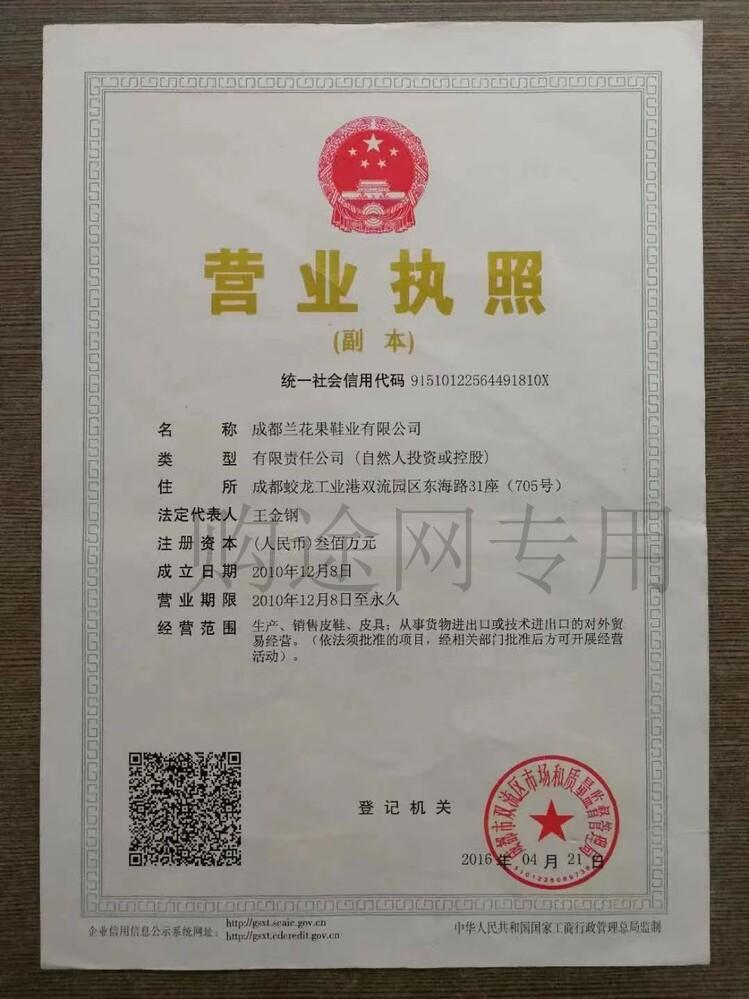 营业执照
(副 本)
统一社会信用代码 91510122564491810X
名 称 成都兰花果鞋业有限公司
类 型 有限责任公司(自然人投资或控股)
住 所 成都蛟龙工业港双流园区东海路31座（705号）
法定代表人 王金钢
注册资本 (人民币)叁佰万元
成立日期 2010年12月8日
营业期限 2010年12月8日至永久
经营范围 生产、销售皮鞋、皮具；从事货物进出口或技术进出口的对外贸
易经营。（依法须批准的项目，经相关部门批准后方可开展经营
活动）。
购途网专用
登记机关
成都市双流区市场和质量监督管理局
2016 年 04 月 21 日
企业信用信息公示系统网址：
http://gsxt.scaic.gov.cn
http://gsxt.cdcredit.gov.cn
中华人民共和国国家工商行政管理总局监制